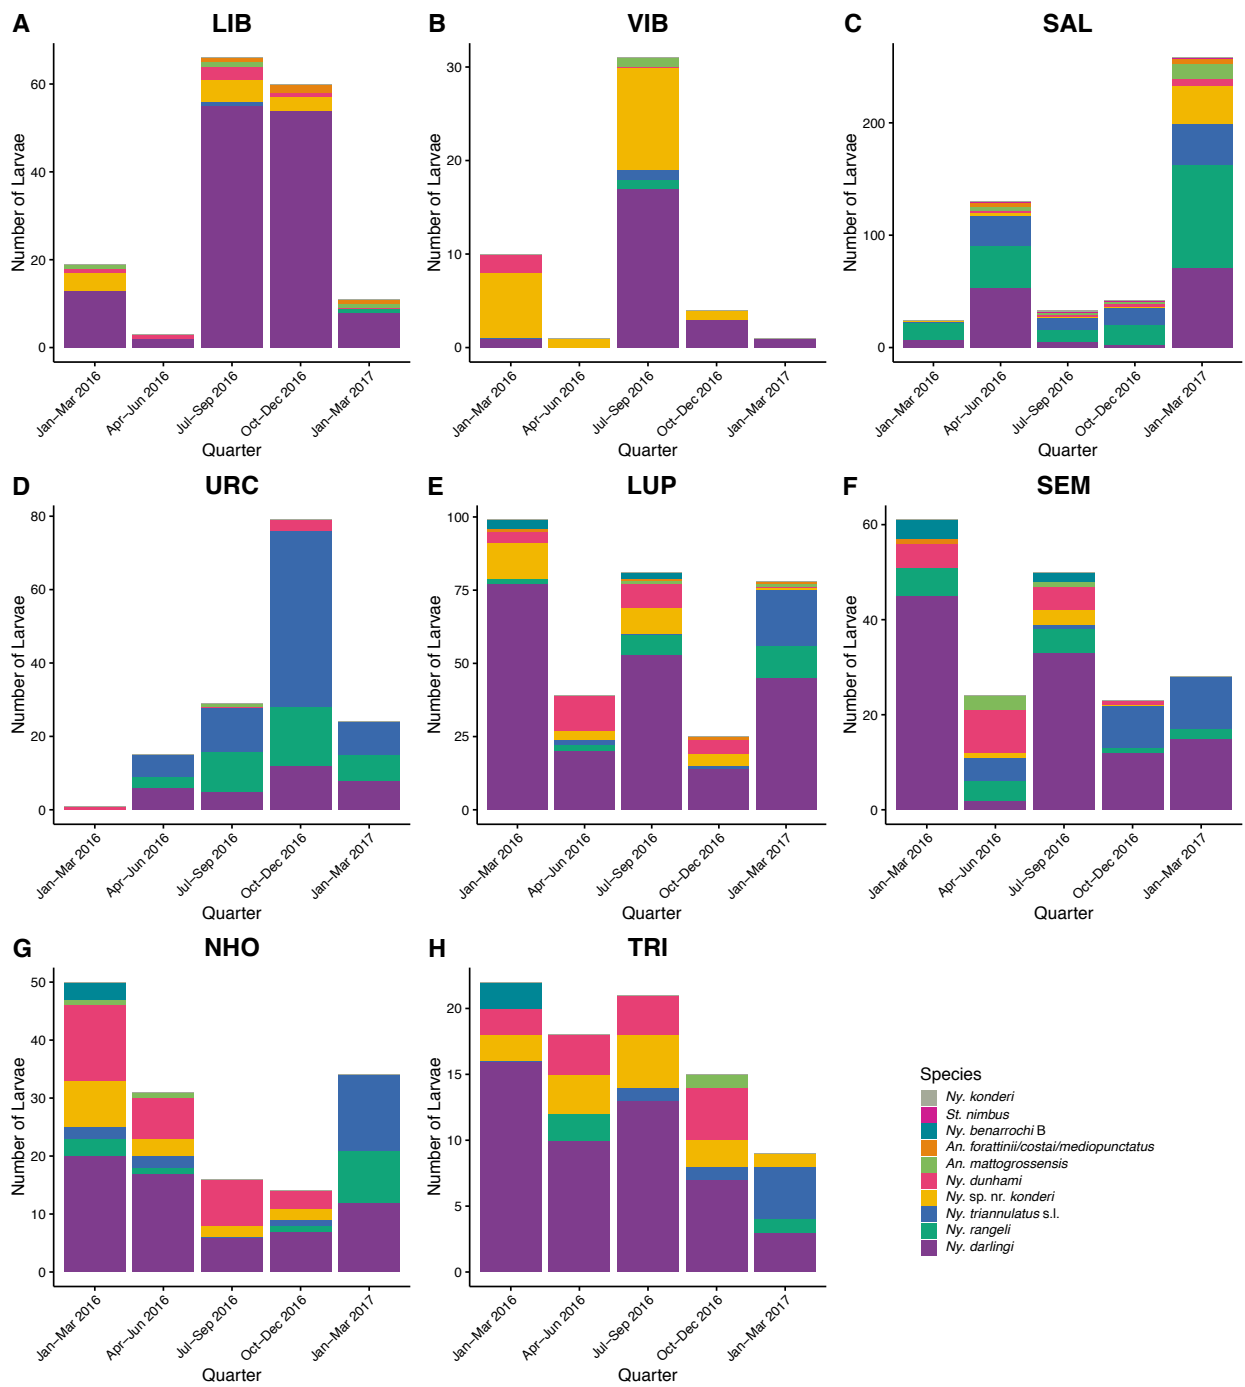 A LIB
Number of Larvae
60
40
20
0
Jan–Mar 2016
Apr–Jun 2016
Jul–Sep 2016
Oct–Dec 2016
Jan–Mar 2017
Quarter
B VIB
Number of Larvae
30
20
10
0
Jan–Mar 2016
Apr–Jun 2016
Jul–Sep 2016
Oct–Dec 2016
Jan–Mar 2017
Quarter
C SAL
Number of Larvae
200
100
0
Jan–Mar 2016
Apr–Jun 2016
Jul–Sep 2016
Oct–Dec 2016
Jan–Mar 2017
Quarter
D URC
Number of Larvae
80
60
40
20
0
Jan–Mar 2016
Apr–Jun 2016
Jul–Sep 2016
Oct–Dec 2016
Jan–Mar 2017
Quarter
E LUP
Number of Larvae
100
75
50
25
0
Jan–Mar 2016
Apr–Jun 2016
Jul–Sep 2016
Oct–Dec 2016
Jan–Mar 2017
Quarter
F SEM
Number of Larvae
60
40
20
0
Jan–Mar 2016
Apr–Jun 2016
Jul–Sep 2016
Oct–Dec 2016
Jan–Mar 2017
Quarter
G NHO
Number of Larvae
50
40
30
20
10
0
Jan–Mar 2016
Apr–Jun 2016
Jul–Sep 2016
Oct–Dec 2016
Jan–Mar 2017
Quarter
H TRI
Number of Larvae
20
15
10
5
0
Jan–Mar 2016
Apr–Jun 2016
Jul–Sep 2016
Oct–Dec 2016
Jan–Mar 2017
Quarter
Species
Ny. konderi
St. nimbus
Ny. benarrochi B
An. forattinii/costai/mediopunctatus
An. mattogrossensis
Ny. dunhami
Ny. sp. nr. konderi
Ny. triannulatus s.l.
Ny. rangeli
Ny. darlingi